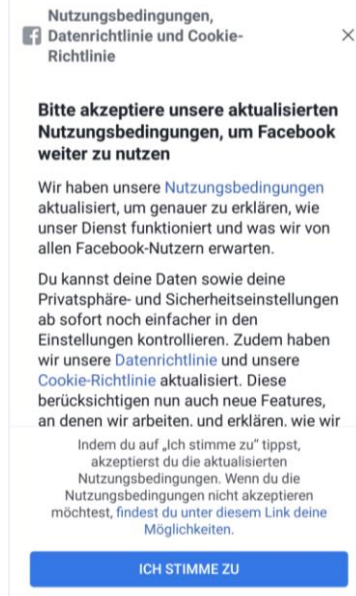 Nutzungsbedingungen,
Datenrichtlinie und Cookie-
Richtlinie
Bitte akzeptiere unsere aktualisierten
Nutzungsbedingungen, um Facebook
weiter zu nutzen
Wir haben unsere Nutzungsbedingungen
aktualisiert, um genauer zu erklären, wie
unser Dienst funktioniert und was wir von
allen Facebook-Nutzern erwarten.
Du kannst deine Daten sowie deine
Privatsphäre- und Sicherheitseinstellungen
ab sofort noch einfacher in den
Einstellungen kontrollieren. Zudem haben
wir unsere Datenrichtlinie und unsere
Cookie-Richtlinie aktualisiert. Diese
berücksichtigen nun auch neue Features,
an denen wir arbeiten, und erklären, wie wir
Indem du auf „Ich stimme zu" tippst,
akzeptierst du die aktualisierten
Nutzungsbedingungen. Wenn du die
Nutzungsbedingungen nicht akzeptieren
möchtest, findest du unter diesem Link deine
Möglichkeiten.
ICH STIMME ZU